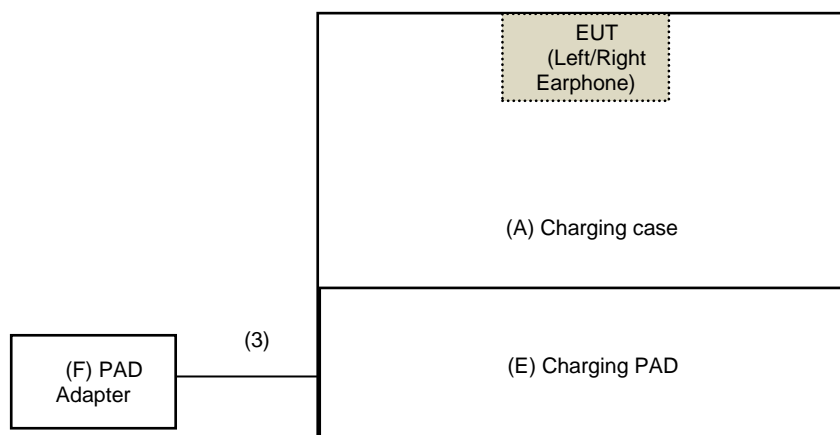 EUT
(Left/Right
Earphone)
(A) Charging case
(3)
(E) Charging PAD
(F) PAD
Adapter